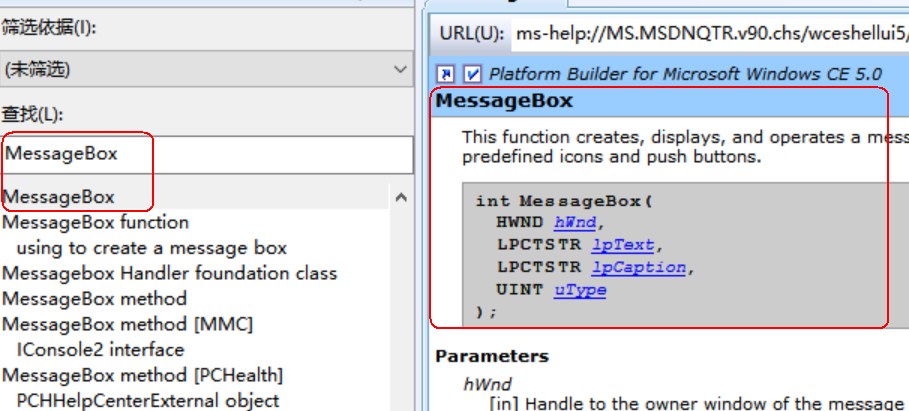 筛选依据(I):
(未筛选)
查找(L):
MessageBox
MessageBox
MessageBox function
using to create a message box
Messagebox Handler foundation class
MessageBox method
MessageBox method [MMC]
IConsole2 interface
MessageBox method [PCHealth]
PCHHelpCenterExternal object
URL(U): ms-help://MS.MSDNQTR.v90.chs/wceshellui5/
Platform Builder for Microsoft Windows CE 5.0
MessageBox
This function creates, displays, and operates a mess
predefined icons and push buttons.
int MessageBox(
HWND hWnd,
LPCTSTR lpText,
LPCTSTR lpCaption,
UINT uType
);
Parameters
hWnd
[in] Handle to the owner window of the message